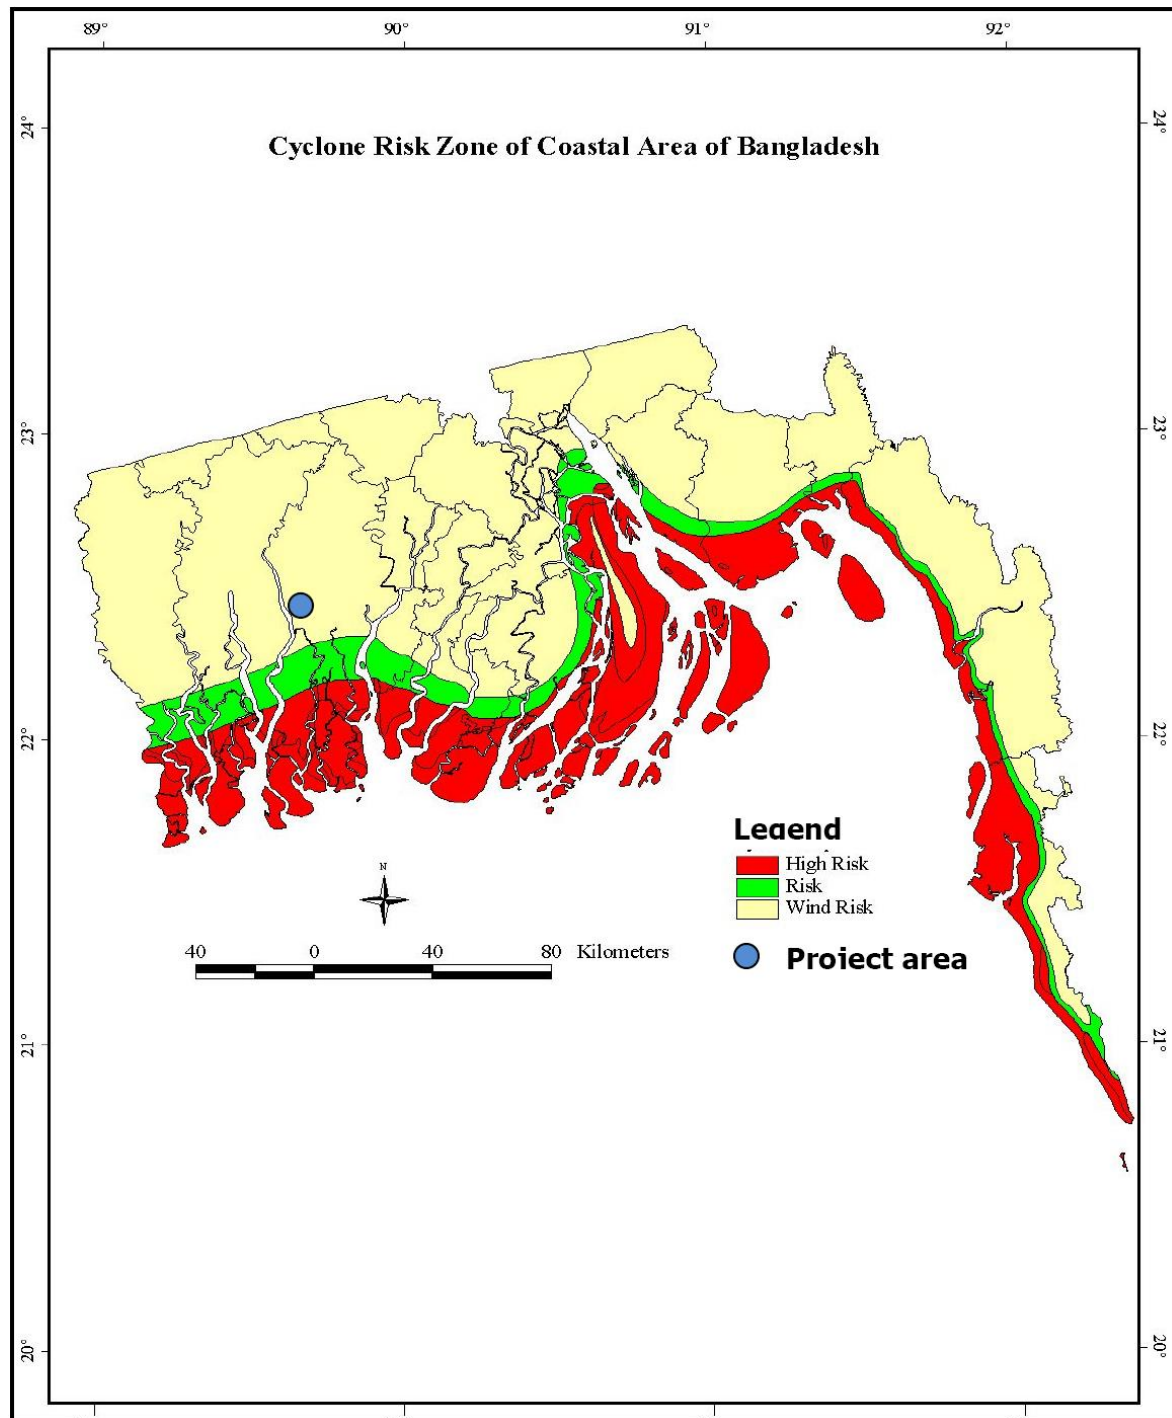 89° 90° 91° 92°
24° 24°
Cyclone Risk Zone of Coastal Area of Bangladesh
23° 23°
22° 22°
Legend
High Risk
Risk
Wind Risk
N
40 0 40 80 Kilometers
Project area
21° 21°
20° 20°